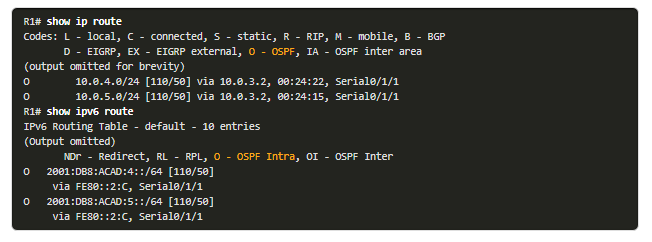 R1# show ip route
Codes: L - local, C - connected, S - static, R - RIP, M - mobile, B - BGP
D - EIGRP, EX - EIGRP external, O - OSPF, IA - OSPF inter area
(output omitted for brevity)
O 10.0.4.0/24 [110/50] via 10.0.3.2, 00:24:22, Serial0/1/1
O 10.0.5.0/24 [110/50] via 10.0.3.2, 00:24:15, Serial0/1/1
R1# show ipv6 route
IPv6 Routing Table - default - 10 entries
(Output omitted)
NDr - Redirect, RL - RPL, O - OSPF Intra, OI - OSPF Inter
O 2001:DB8:ACAD:4::/64 [110/50]
via FE80::2:C, Serial0/1/1
O 2001:DB8:ACAD:5::/64 [110/50]
via FE80::2:C, Serial0/1/1